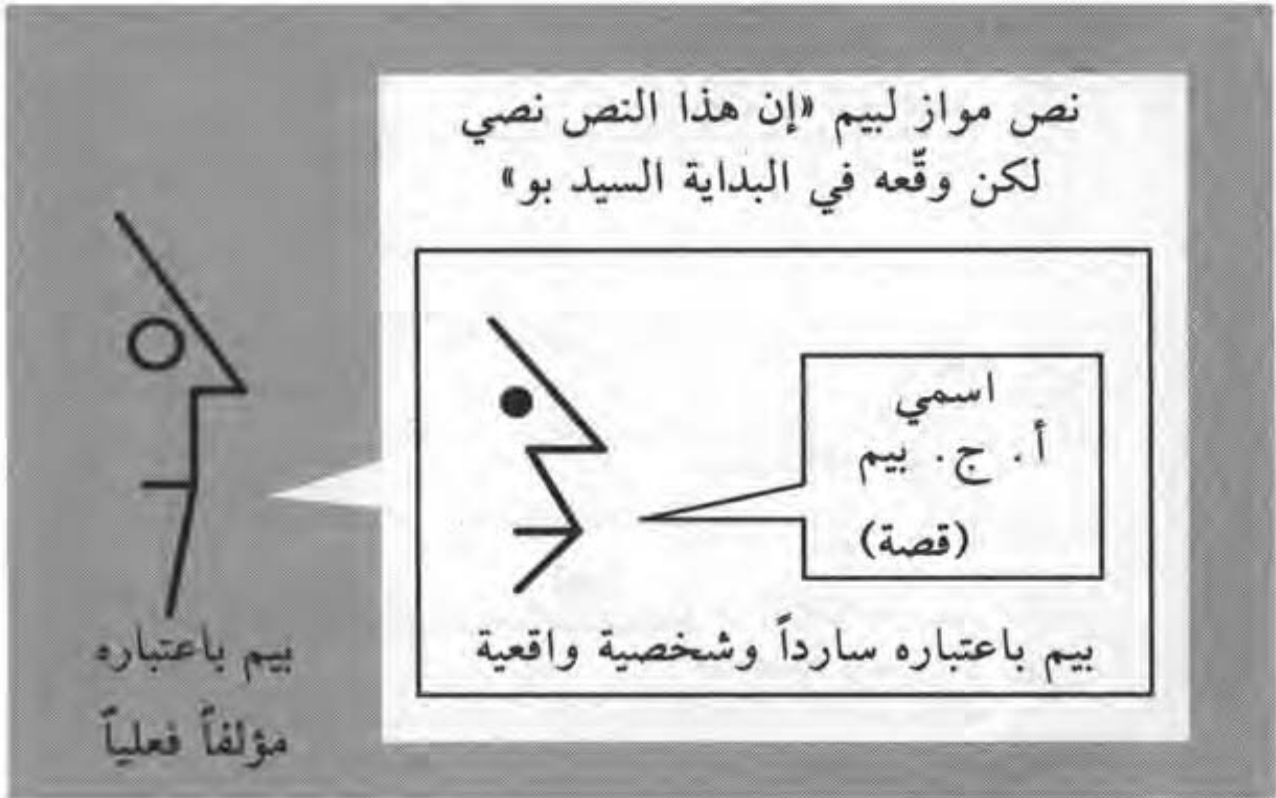 نص مواز لبيم «إن هذا النص نصي
لكن وقّعه في البداية السيد بو»
اسمي
أ. ج. بيم
(قصة)
بيم باعتباره سارداً وشخصية واقعية
بيم باعتباره
مؤلفاً فعلياً